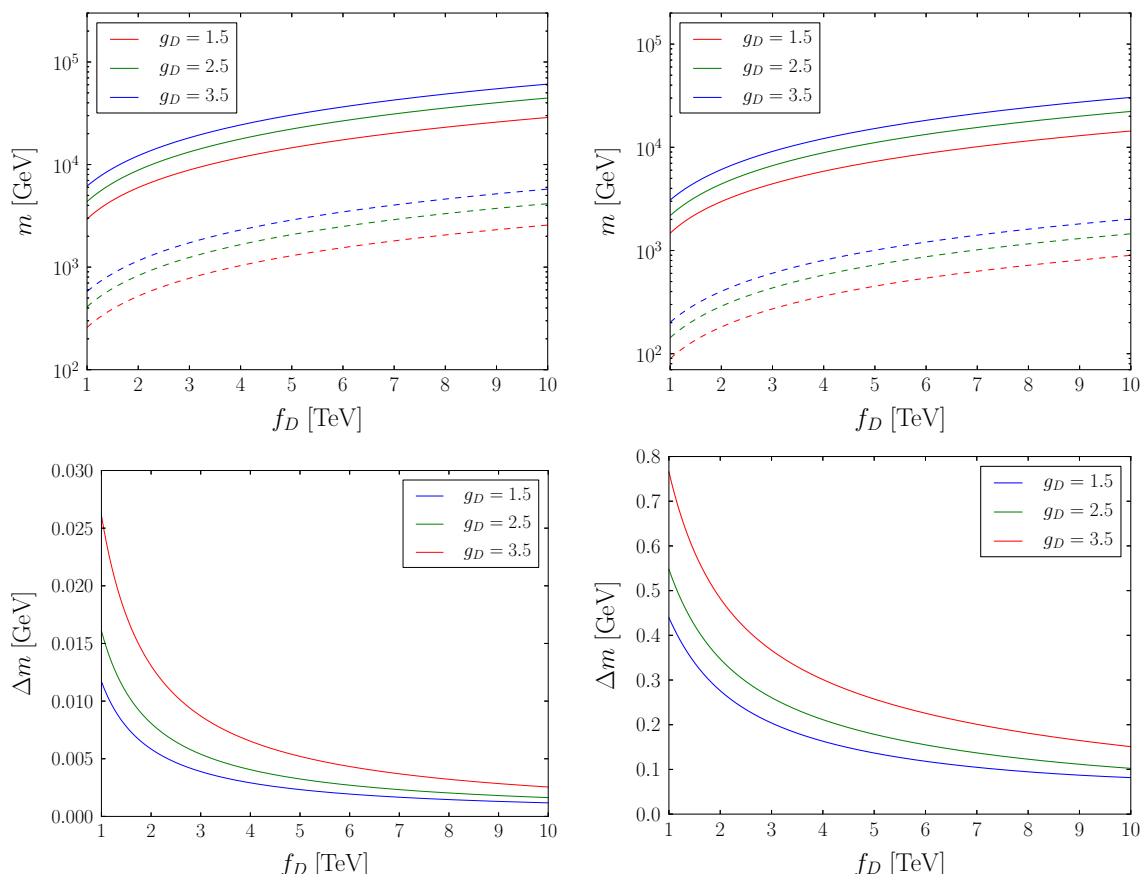 g_D = 1.5
g_D = 2.5
g_D = 3.5
10^5
10^4
10^3
10^2
m [GeV]
1 2 3 4 5 6 7 8 9 10
f_D [TeV]
g_D = 1.5
g_D = 2.5
g_D = 3.5
10^5
10^4
10^3
10^2
m [GeV]
1 2 3 4 5 6 7 8 9 10
f_D [TeV]
g_D = 1.5
g_D = 2.5
g_D = 3.5
0.030
0.025
0.020
0.015
0.010
0.005
0.000
Δm [GeV]
1 2 3 4 5 6 7 8 9 10
f_D [TeV]
g_D = 1.5
g_D = 2.5
g_D = 3.5
0.8
0.7
0.6
0.5
0.4
0.3
0.2
0.1
0.0
Δm [GeV]
1 2 3 4 5 6 7 8 9 10
f_D [TeV]